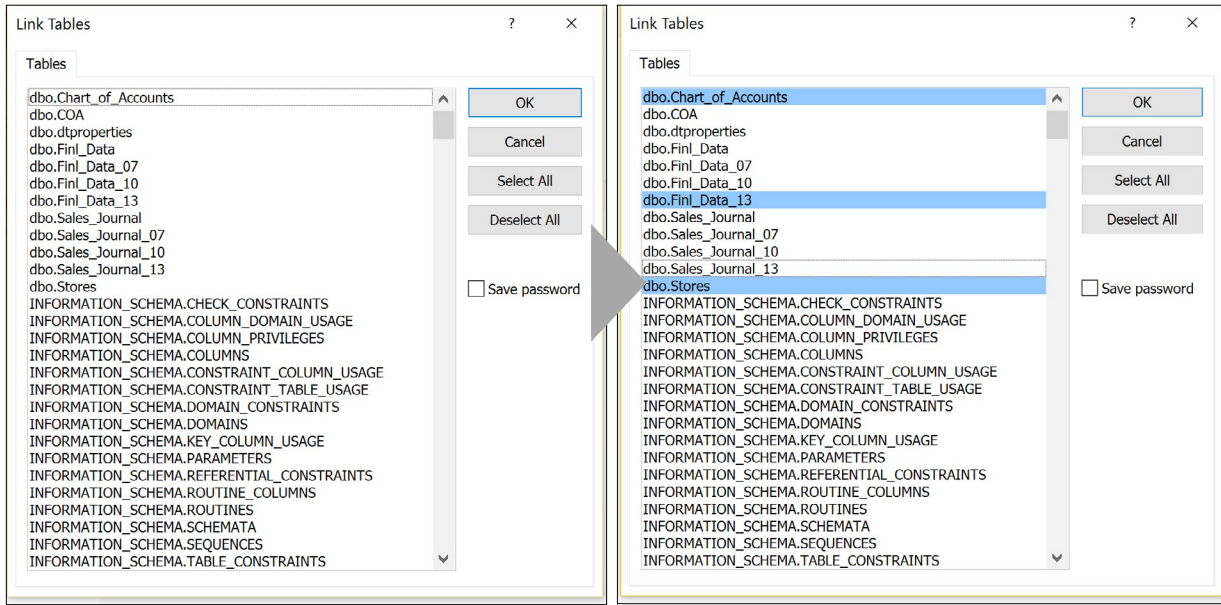 Link Tables ? ×
Tables
dbo.Chart_of_Accounts
dbo.COA
dbo.dtproperties
dbo.Finl_Data
dbo.Finl_Data_07
dbo.Finl_Data_10
dbo.Finl_Data_13
dbo.Sales_Journal
dbo.Sales_Journal_07
dbo.Sales_Journal_10
dbo.Sales_Journal_13
dbo.Stores
INFORMATION_SCHEMA.CHECK_CONSTRAINTS
INFORMATION_SCHEMA.COLUMN_DOMAIN_USAGE
INFORMATION_SCHEMA.COLUMN_PRIVILEGES
INFORMATION_SCHEMA.COLUMNS
INFORMATION_SCHEMA.CONSTRAINT_COLUMN_USAGE
INFORMATION_SCHEMA.CONSTRAINT_TABLE_USAGE
INFORMATION_SCHEMA.DOMAIN_CONSTRAINTS
INFORMATION_SCHEMA.DOMAINS
INFORMATION_SCHEMA.KEY_COLUMN_USAGE
INFORMATION_SCHEMA.PARAMETERS
INFORMATION_SCHEMA.REFERENTIAL_CONSTRAINTS
INFORMATION_SCHEMA.ROUTINE_COLUMNS
INFORMATION_SCHEMA.ROUTINES
INFORMATION_SCHEMA.SCHEMATA
INFORMATION_SCHEMA.SEQUENCES
INFORMATION_SCHEMA.TABLE_CONSTRAINTS
OK
Cancel
Select All
Deselect All
Save password
Link Tables ? ×
Tables
dbo.Chart_of_Accounts
dbo.COA
dbo.dtproperties
dbo.Finl_Data
dbo.Finl_Data_07
dbo.Finl_Data_10
dbo.Finl_Data_13
dbo.Sales_Journal
dbo.Sales_Journal_07
dbo.Sales_Journal_10
dbo.Sales_Journal_13
dbo.Stores
INFORMATION_SCHEMA.CHECK_CONSTRAINTS
INFORMATION_SCHEMA.COLUMN_DOMAIN_USAGE
INFORMATION_SCHEMA.COLUMN_PRIVILEGES
INFORMATION_SCHEMA.COLUMNS
INFORMATION_SCHEMA.CONSTRAINT_COLUMN_USAGE
INFORMATION_SCHEMA.CONSTRAINT_TABLE_USAGE
INFORMATION_SCHEMA.DOMAIN_CONSTRAINTS
INFORMATION_SCHEMA.DOMAINS
INFORMATION_SCHEMA.KEY_COLUMN_USAGE
INFORMATION_SCHEMA.PARAMETERS
INFORMATION_SCHEMA.REFERENTIAL_CONSTRAINTS
INFORMATION_SCHEMA.ROUTINE_COLUMNS
INFORMATION_SCHEMA.ROUTINES
INFORMATION_SCHEMA.SCHEMATA
INFORMATION_SCHEMA.SEQUENCES
INFORMATION_SCHEMA.TABLE_CONSTRAINTS
OK
Cancel
Select All
Deselect All
Save password